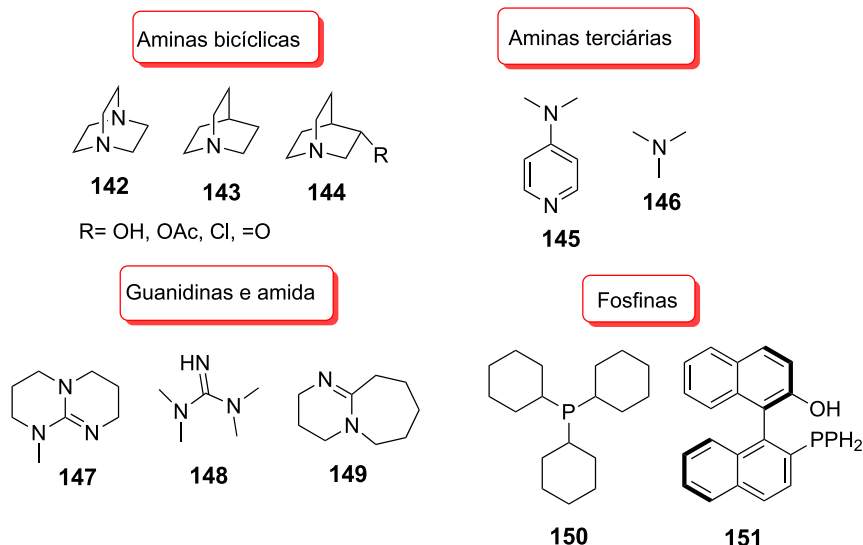 Aminas bicíclicas
Aminas terciárias
N
N
142
N
143
N
R
144
R= OH, OAc, Cl, =O
N
N
145
N
146
Guanidinas e amida
Fosfinas
N
N
N
147
HN
N
N
148
N
N
149
P
150
OH
PPH2
151